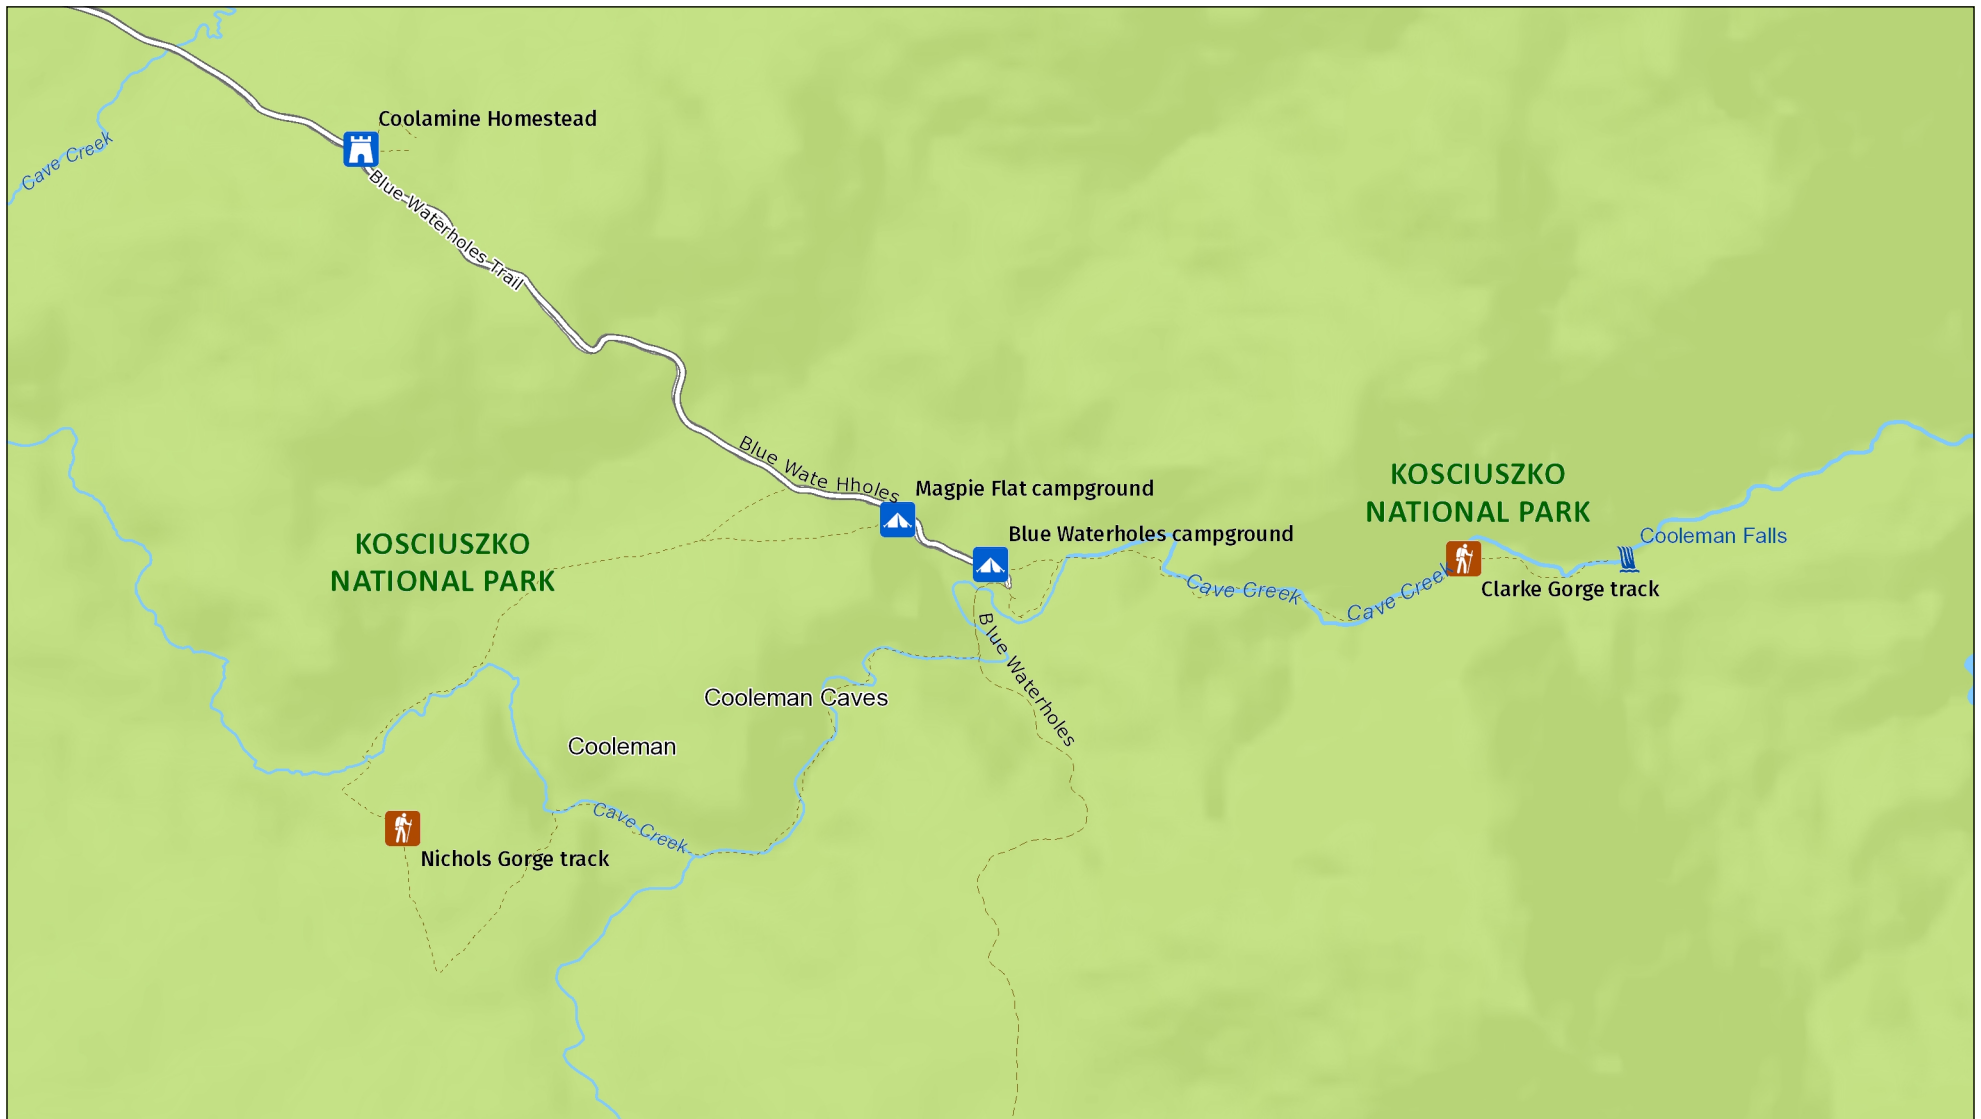 Coolamine Homestead
Cave Creek
Blue Waterholes Trail
Blue Wate Hholes
Magpie Flat campground
Blue Waterholes campground
KOSCIUSZKO
NATIONAL PARK
KOSCIUSZKO
NATIONAL PARK
Cooleman Falls
Clarke Gorge track
Cave Creek
Cave Creek
Blue Waterholes
Cooleman Caves
Cooleman
Cave Creek
Nichols Gorge track